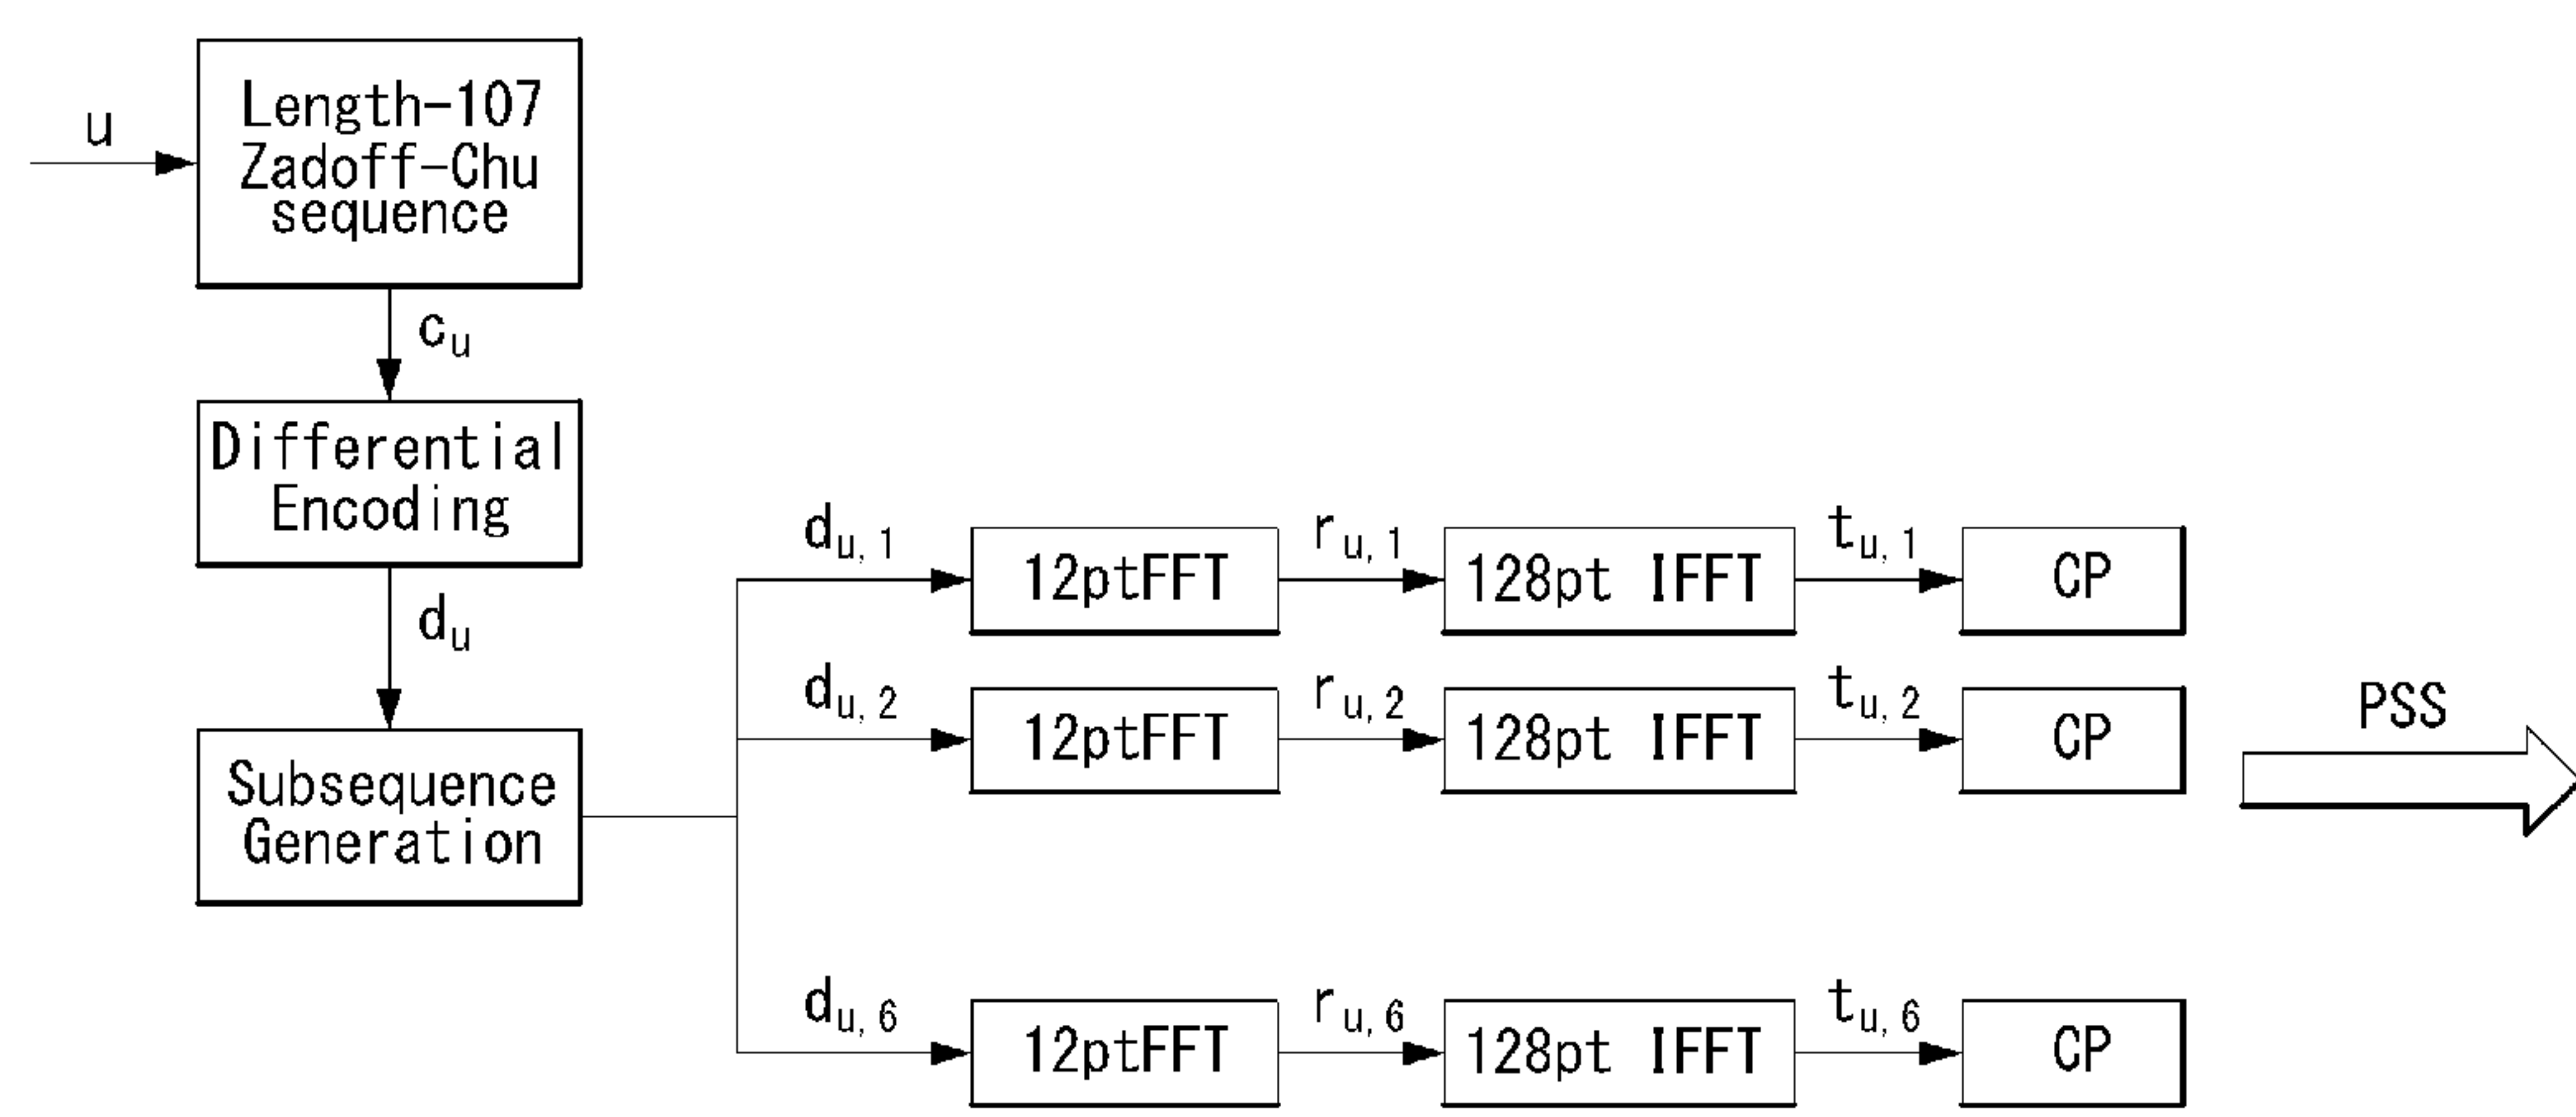 u
Length-107
Zadoff-Chu
sequence
cu
Differential
Encoding
du
Subsequence
Generation
du, 1
12ptFFT
ru, 1
128pt IFFT
tu, 1
CP
du, 2
12ptFFT
ru, 2
128pt IFFT
tu, 2
CP
PSS
du, 6
12ptFFT
ru, 6
128pt IFFT
tu, 6
CP